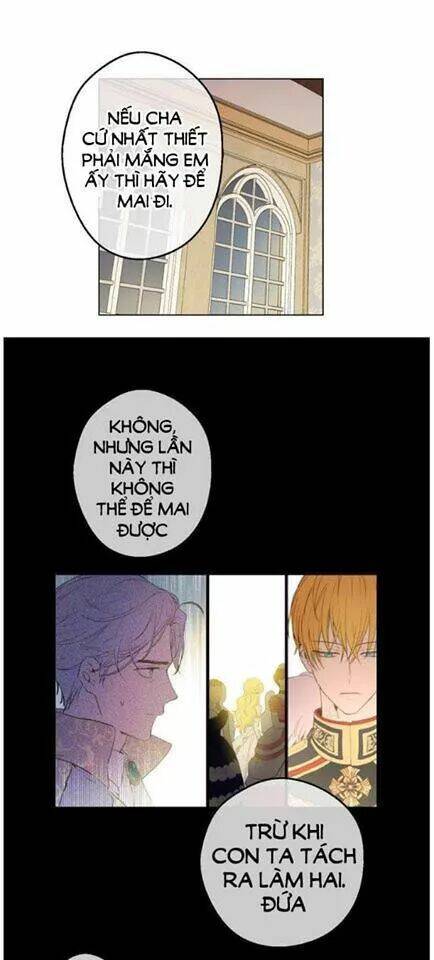 NẾU CHA
CỨ NHẤT THIẾT
PHẢI MẮNG EM
ẤY THÌ HÃY ĐỂ
MAI ĐI.
KHÔNG,
NHƯNG LẦN
NÀY THÌ
KHÔNG
THỂ ĐỂ MAI
ĐƯỢC
TRỪ KHI
CON TA TÁCH
RA LÀM HAI.
ĐỨA